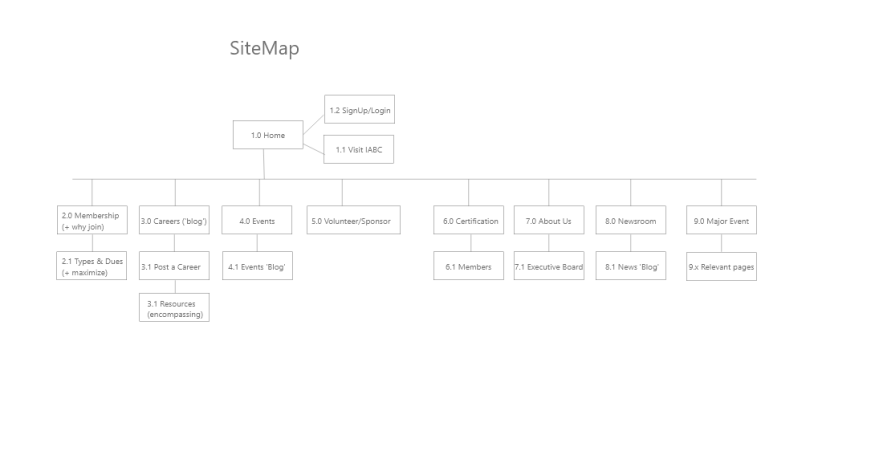 SiteMap
1.2 SignUp/Login
1.0 Home
1.1 Visit IABC
2.0 Membership
(+ why join)
3.0 Careers ('blog')
4.0 Events
5.0 Volunteer/Sponsor
6.0 Certification
7.0 About Us
8.0 Newsroom
9.0 Major Event
2.1 Types & Dues
(+ maximize)
3.1 Post a Career
4.1 Events 'Blog'
6.1 Members
7.1 Executive Board
8.1 News 'Blog'
9.x Relevant pages
3.1 Resources
(encompassing)